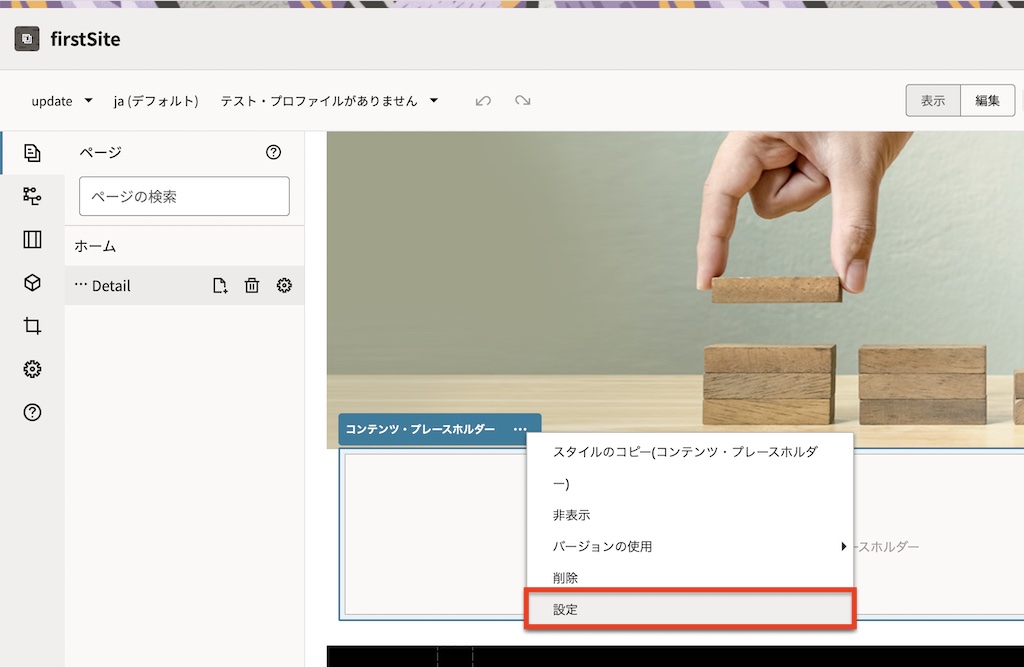 firstSite
update
ja (デフォルト)
テスト・プロファイルがありません
表示
編集
ページ
ページの検索
ホーム
··· Detail
コンテンツ・プレースホルダー ···
スタイルのコピー(コンテンツ・プレースホルダ
ー)
非表示
バージョンの使用
ースホルダー
削除
設定